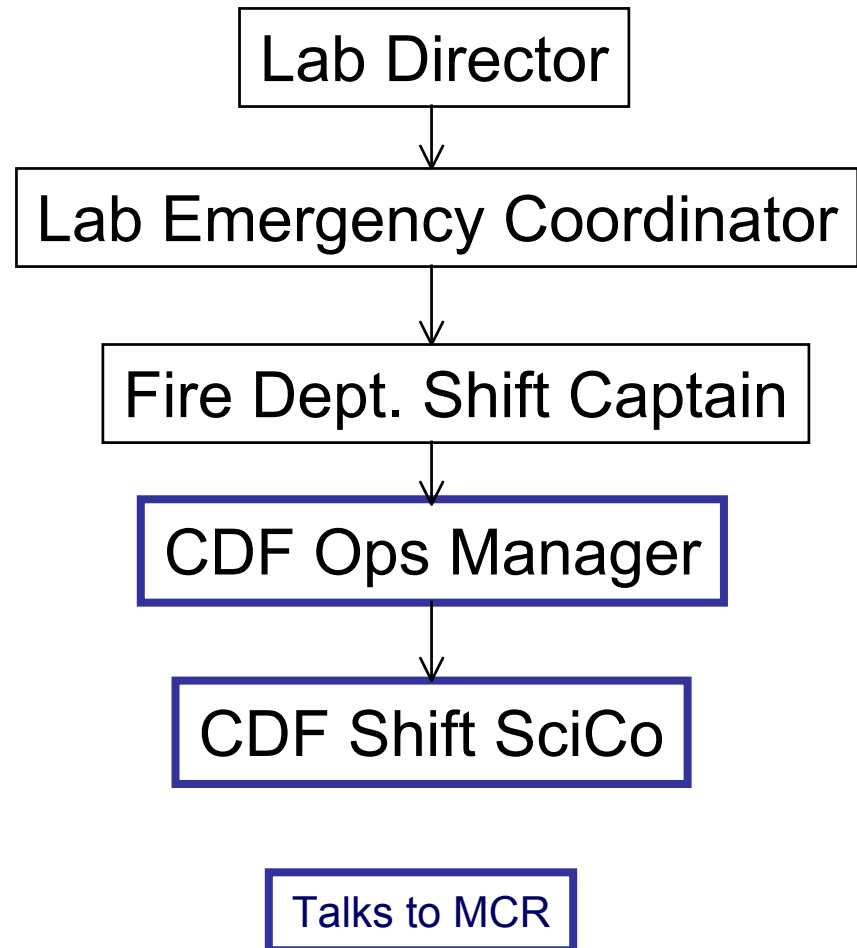 Lab Director
Lab Emergency Coordinator
Fire Dept. Shift Captain
CDF Ops Manager
CDF Shift SciCo
Talks to MCR